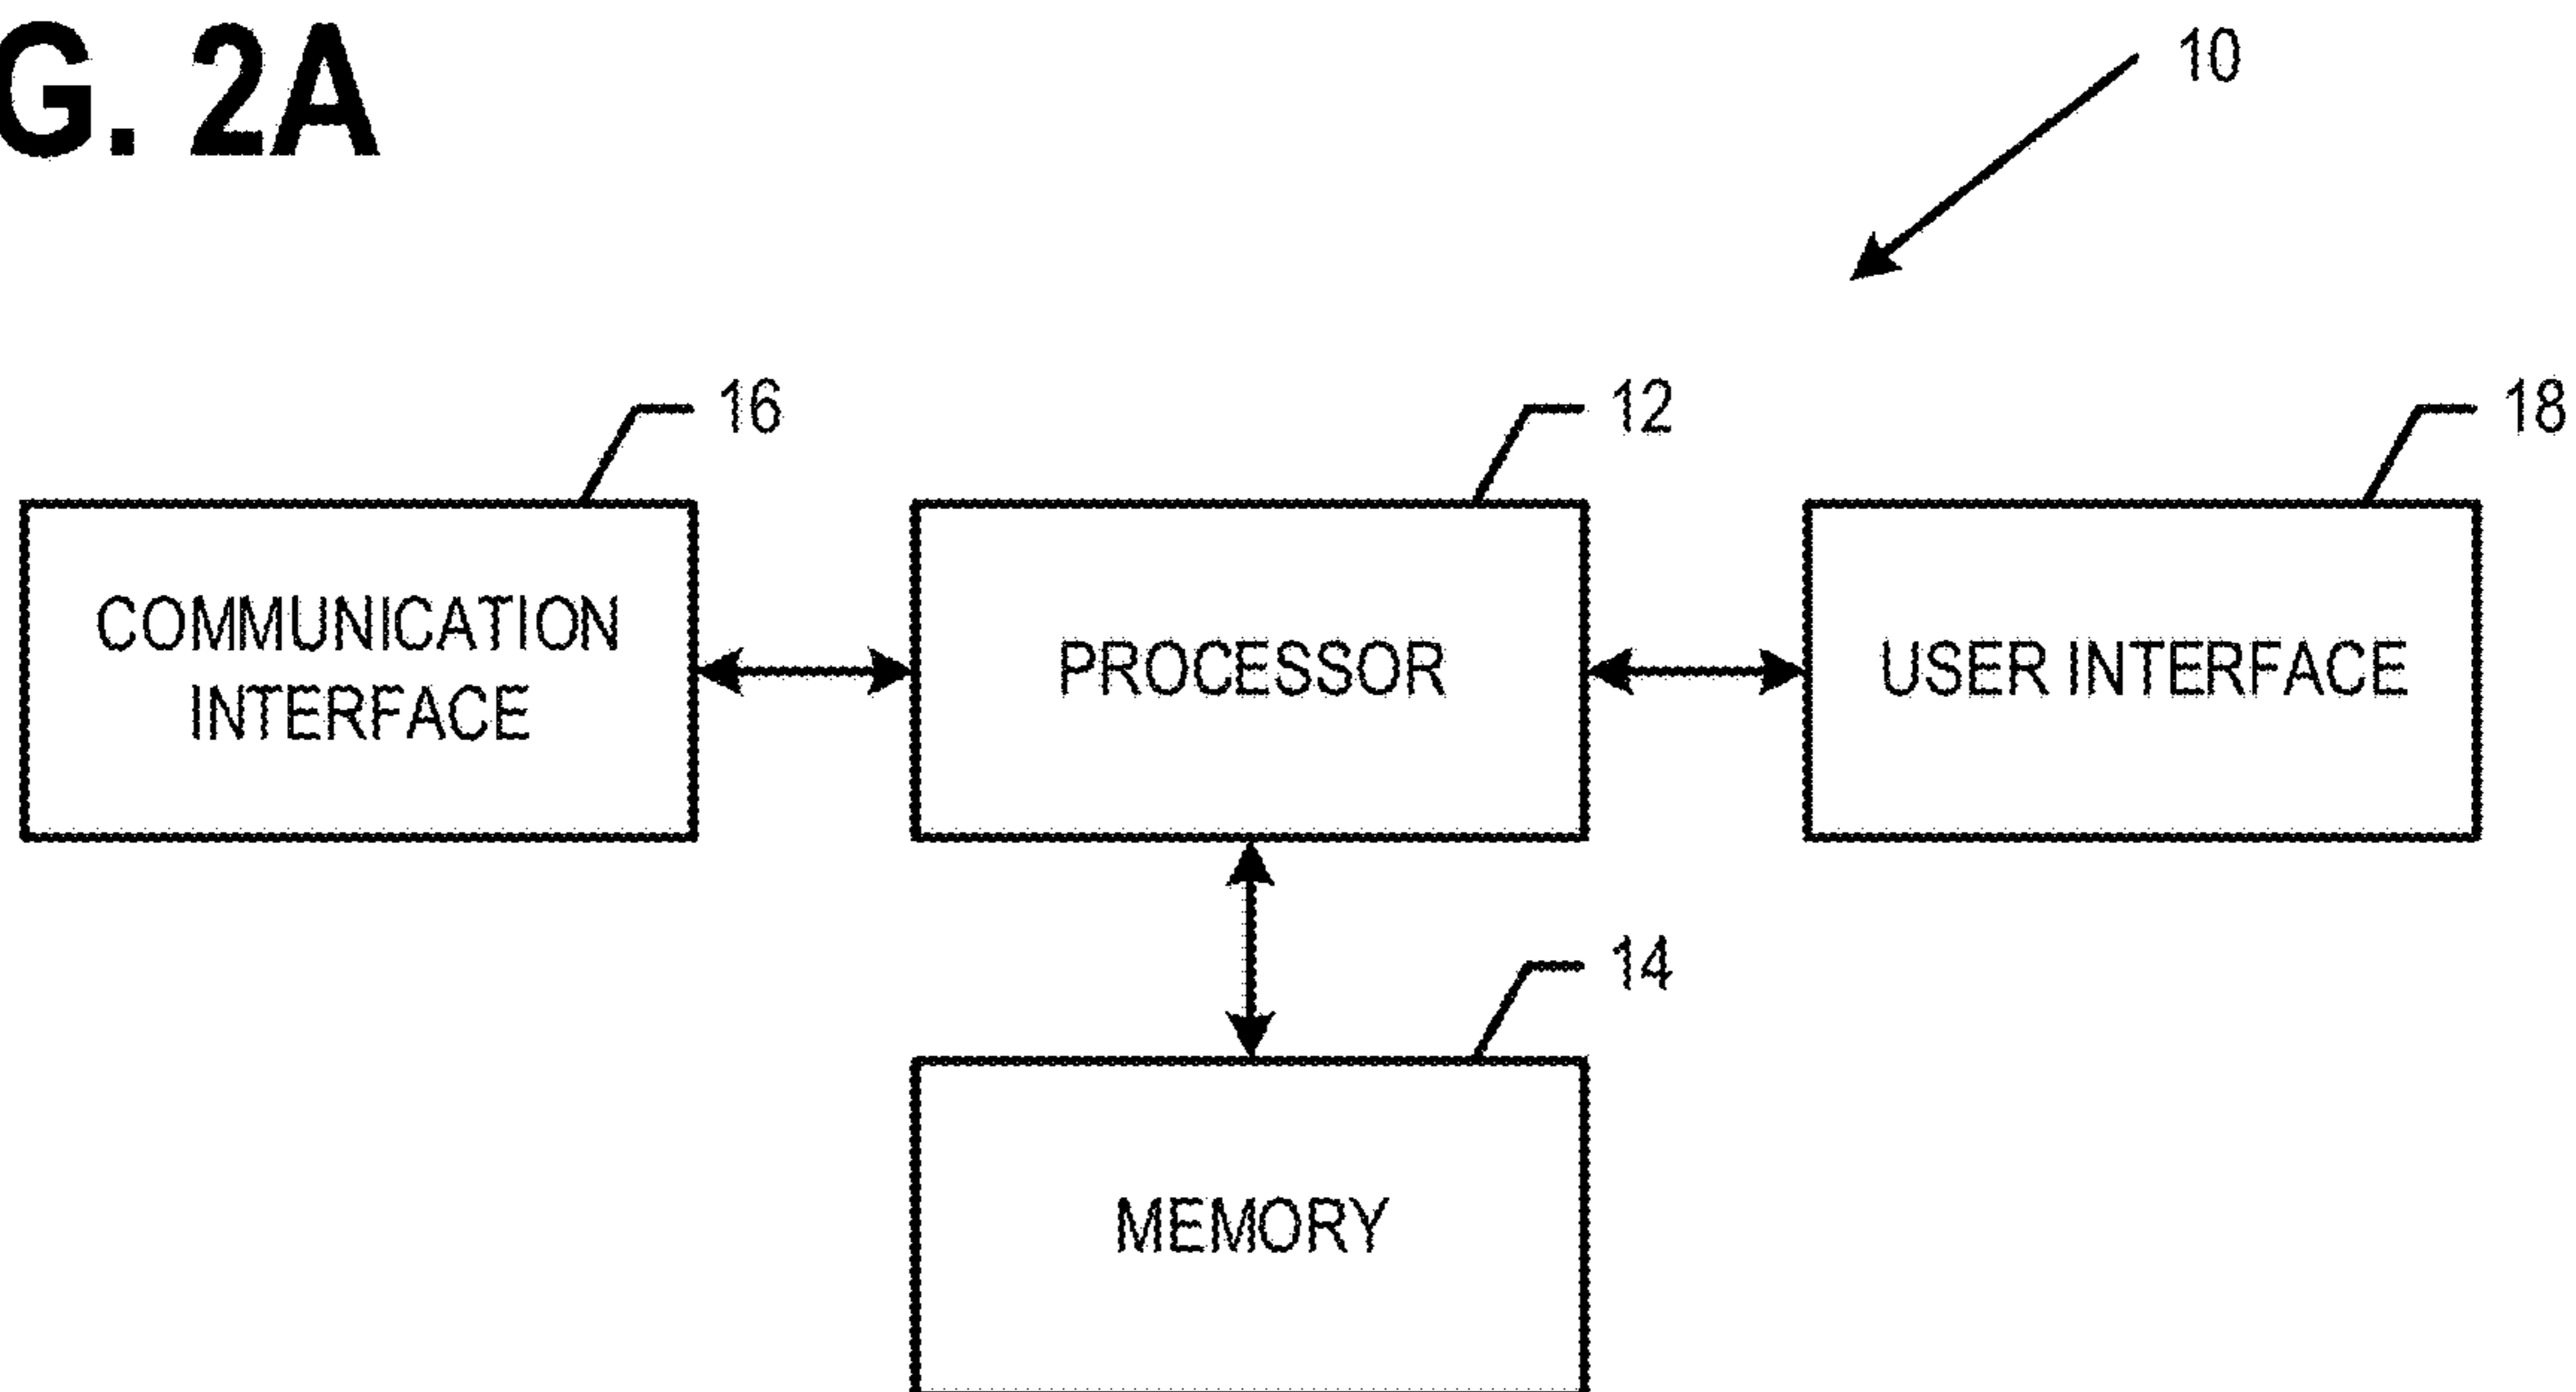 G. 2A
10
16
12
18
COMMUNICATION
INTERFACE
PROCESSOR
USER INTERFACE
14
MEMORY